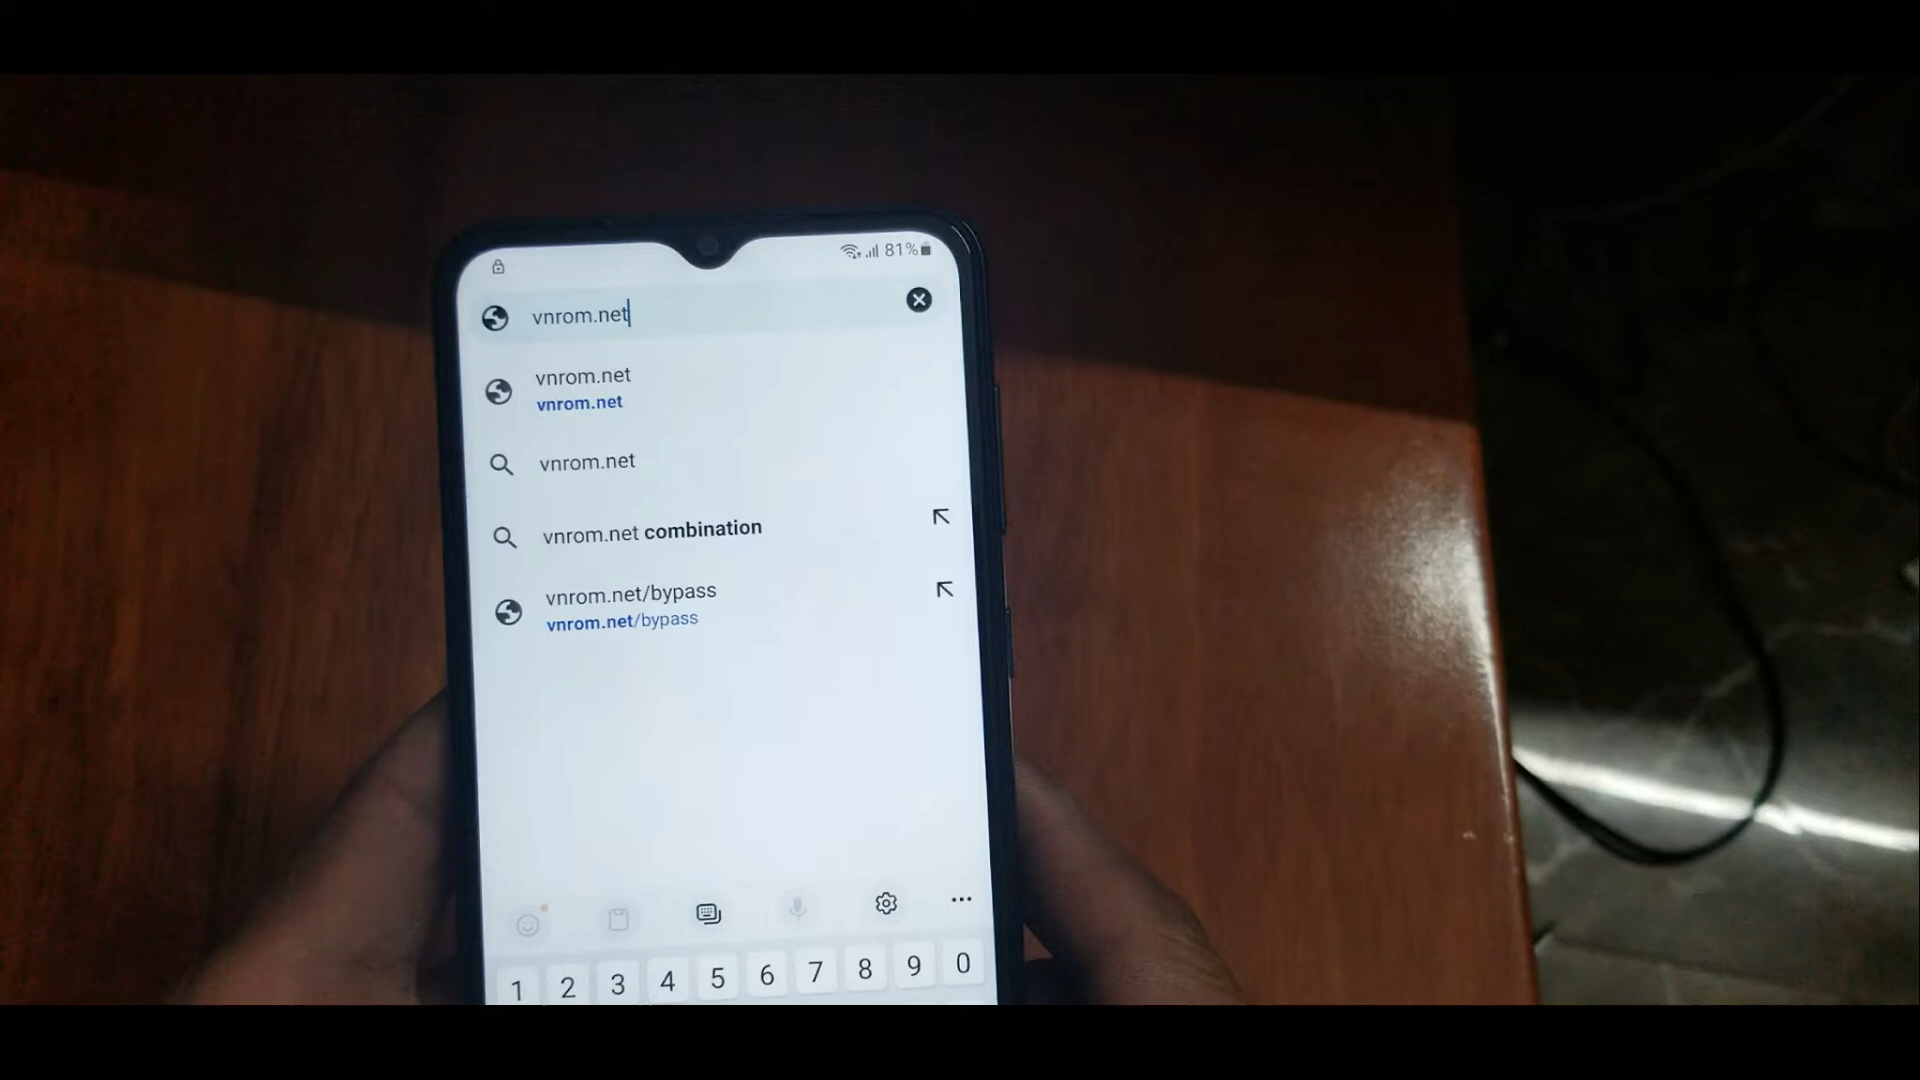 81%
vnrom.net
vnrom.net
vnrom.net
vnrom.net
vnrom.net combination
vnrom.net/bypass
vnrom.net/bypass
1 2 3 4 5 6 7 8 9 0